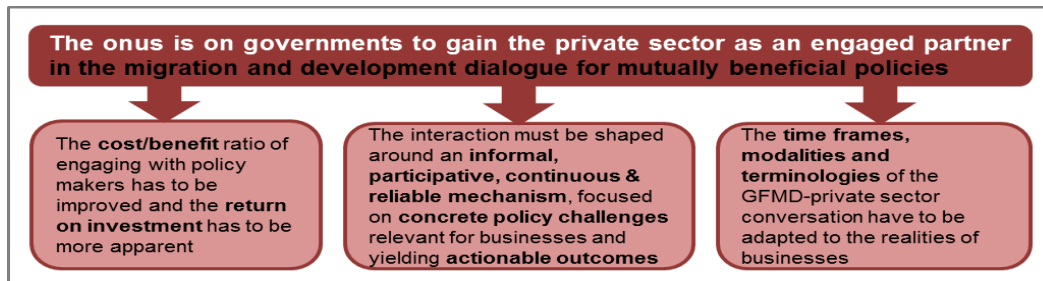 The onus is on governments to gain the private sector as an engaged partner
in the migration and development dialogue for mutually beneficial policies
The cost/benefit ratio of
engaging with policy
makers has to be
improved and the return
on investment has to be
more apparent
The interaction must be shaped
around an informal,
participative, continuous &
reliable mechanism, focused
on concrete policy challenges
relevant for businesses and
yielding actionable outcomes
The time frames,
modalities and
terminologies of the
GFMD-private sector
conversation have to be
adapted to the realities of
businesses